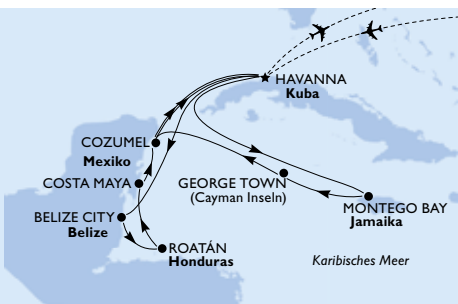 HAVANNA
Kuba
COZUMEL
Mexiko
COSTA MAYA
GEORGE TOWN
(Cayman Inseln)
MONTEGO BAY
Jamaika
BELIZE CITY
Belize
ROATÁN
Honduras
Karibisches Meer